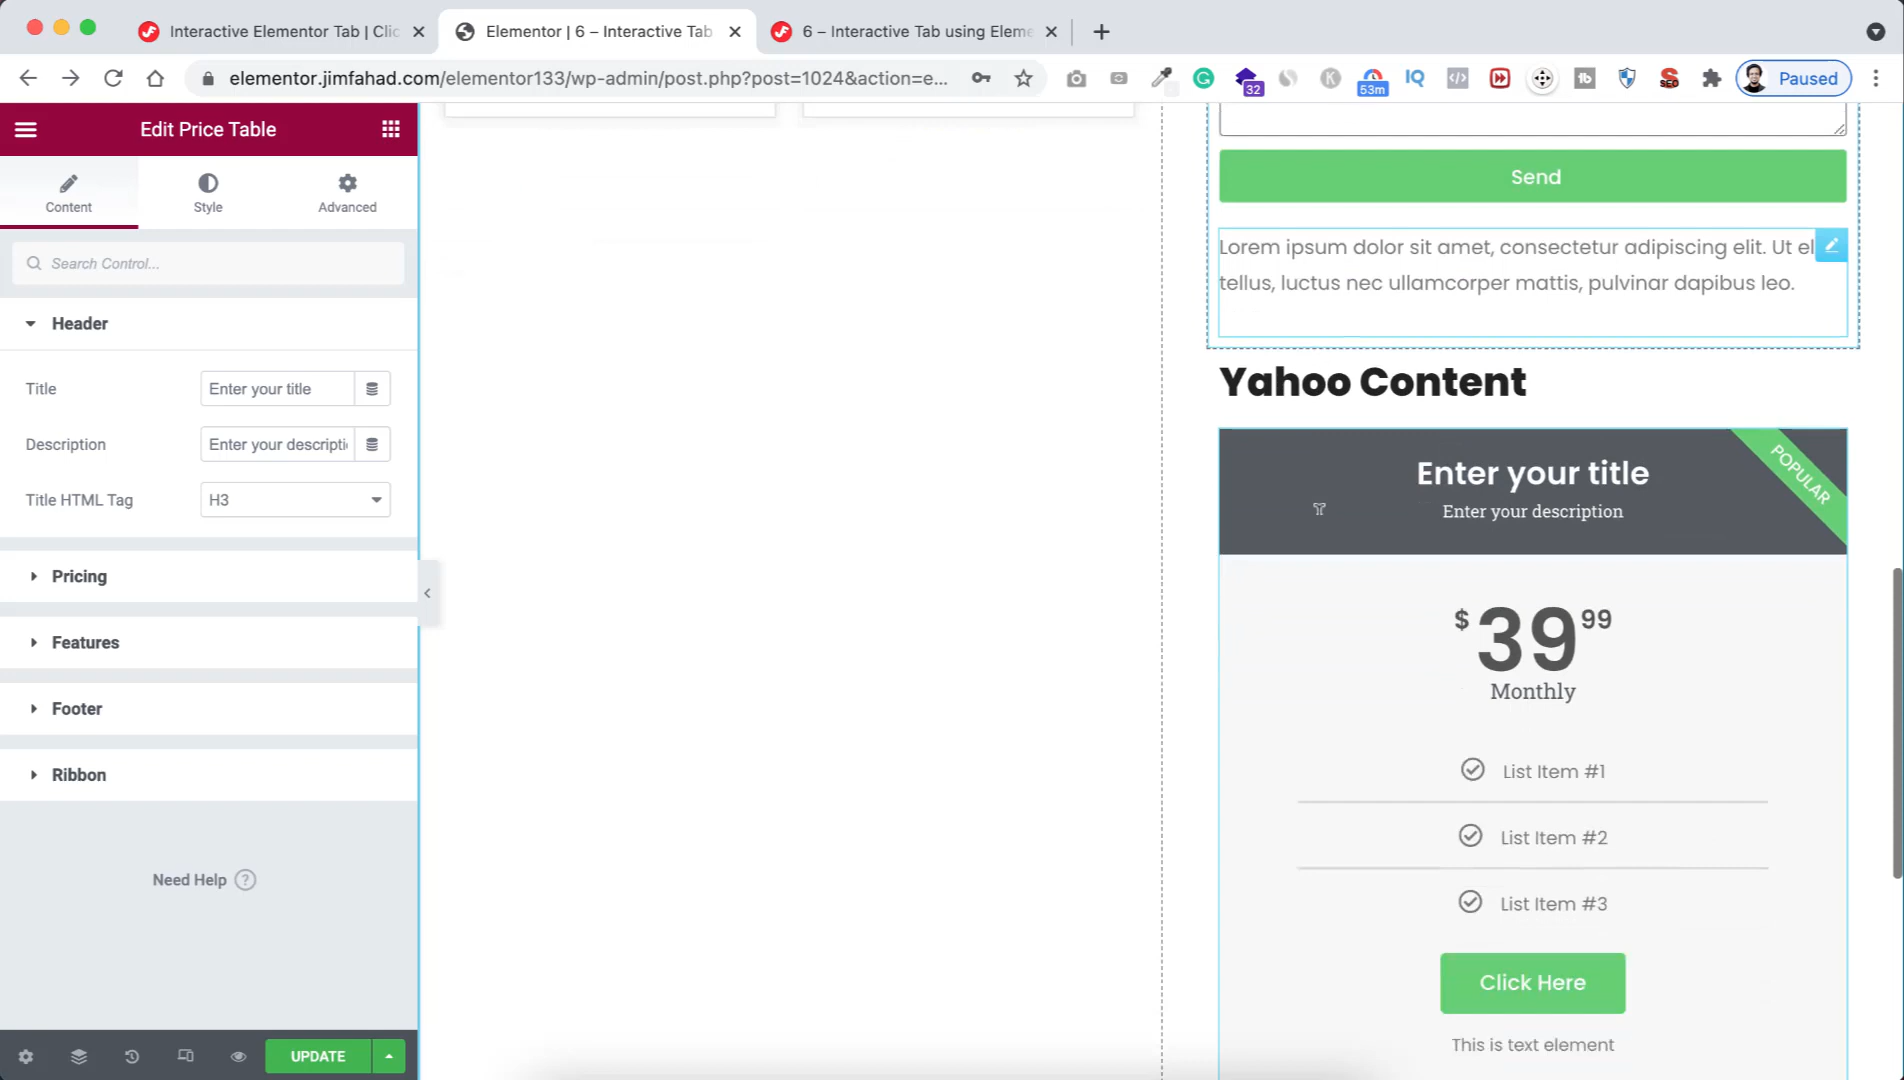 Interactive Elementor Tab | Clic
Elementor | 6 – Interactive Tab
6 – Interactive Tab using Eleme
elementor.jimfahad.com/elementor133/wp-admin/post.php?post=1024&action=e...
32
K
53m
IQ
fb
SEO
Paused
Edit Price Table
Content
Style
Advanced
Search Control...
Header
Title
Enter your title
Description
Enter your descripti
Title HTML Tag
H3
Pricing
Features
Footer
Ribbon
Need Help ?
UPDATE
Send
Lorem ipsum dolor sit amet, consectetur adipiscing elit. Ut el
tellus, luctus nec ullamcorper mattis, pulvinar dapibus leo.
Yahoo Content
Enter your title
Enter your description
POPULAR
$39 99
Monthly
List Item #1
List Item #2
List Item #3
Click Here
This is text element